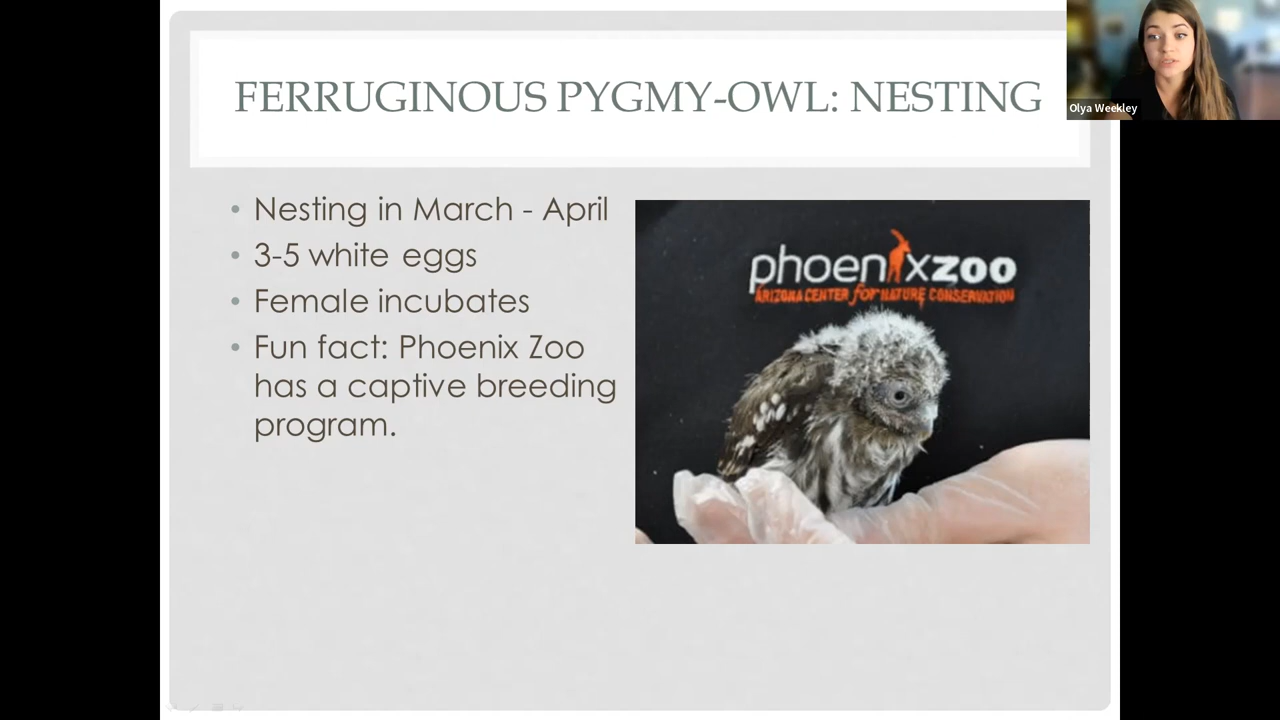 FERRUGINOUS PYGMY-OWL: NESTING
Olya Weekley
• Nesting in March - April
• 3-5 white eggs
• Female incubates
• Fun fact: Phoenix Zoo
has a captive breeding
program.
phoenixzoo
ARIZONA CENTER for NATURE CONSERVATION